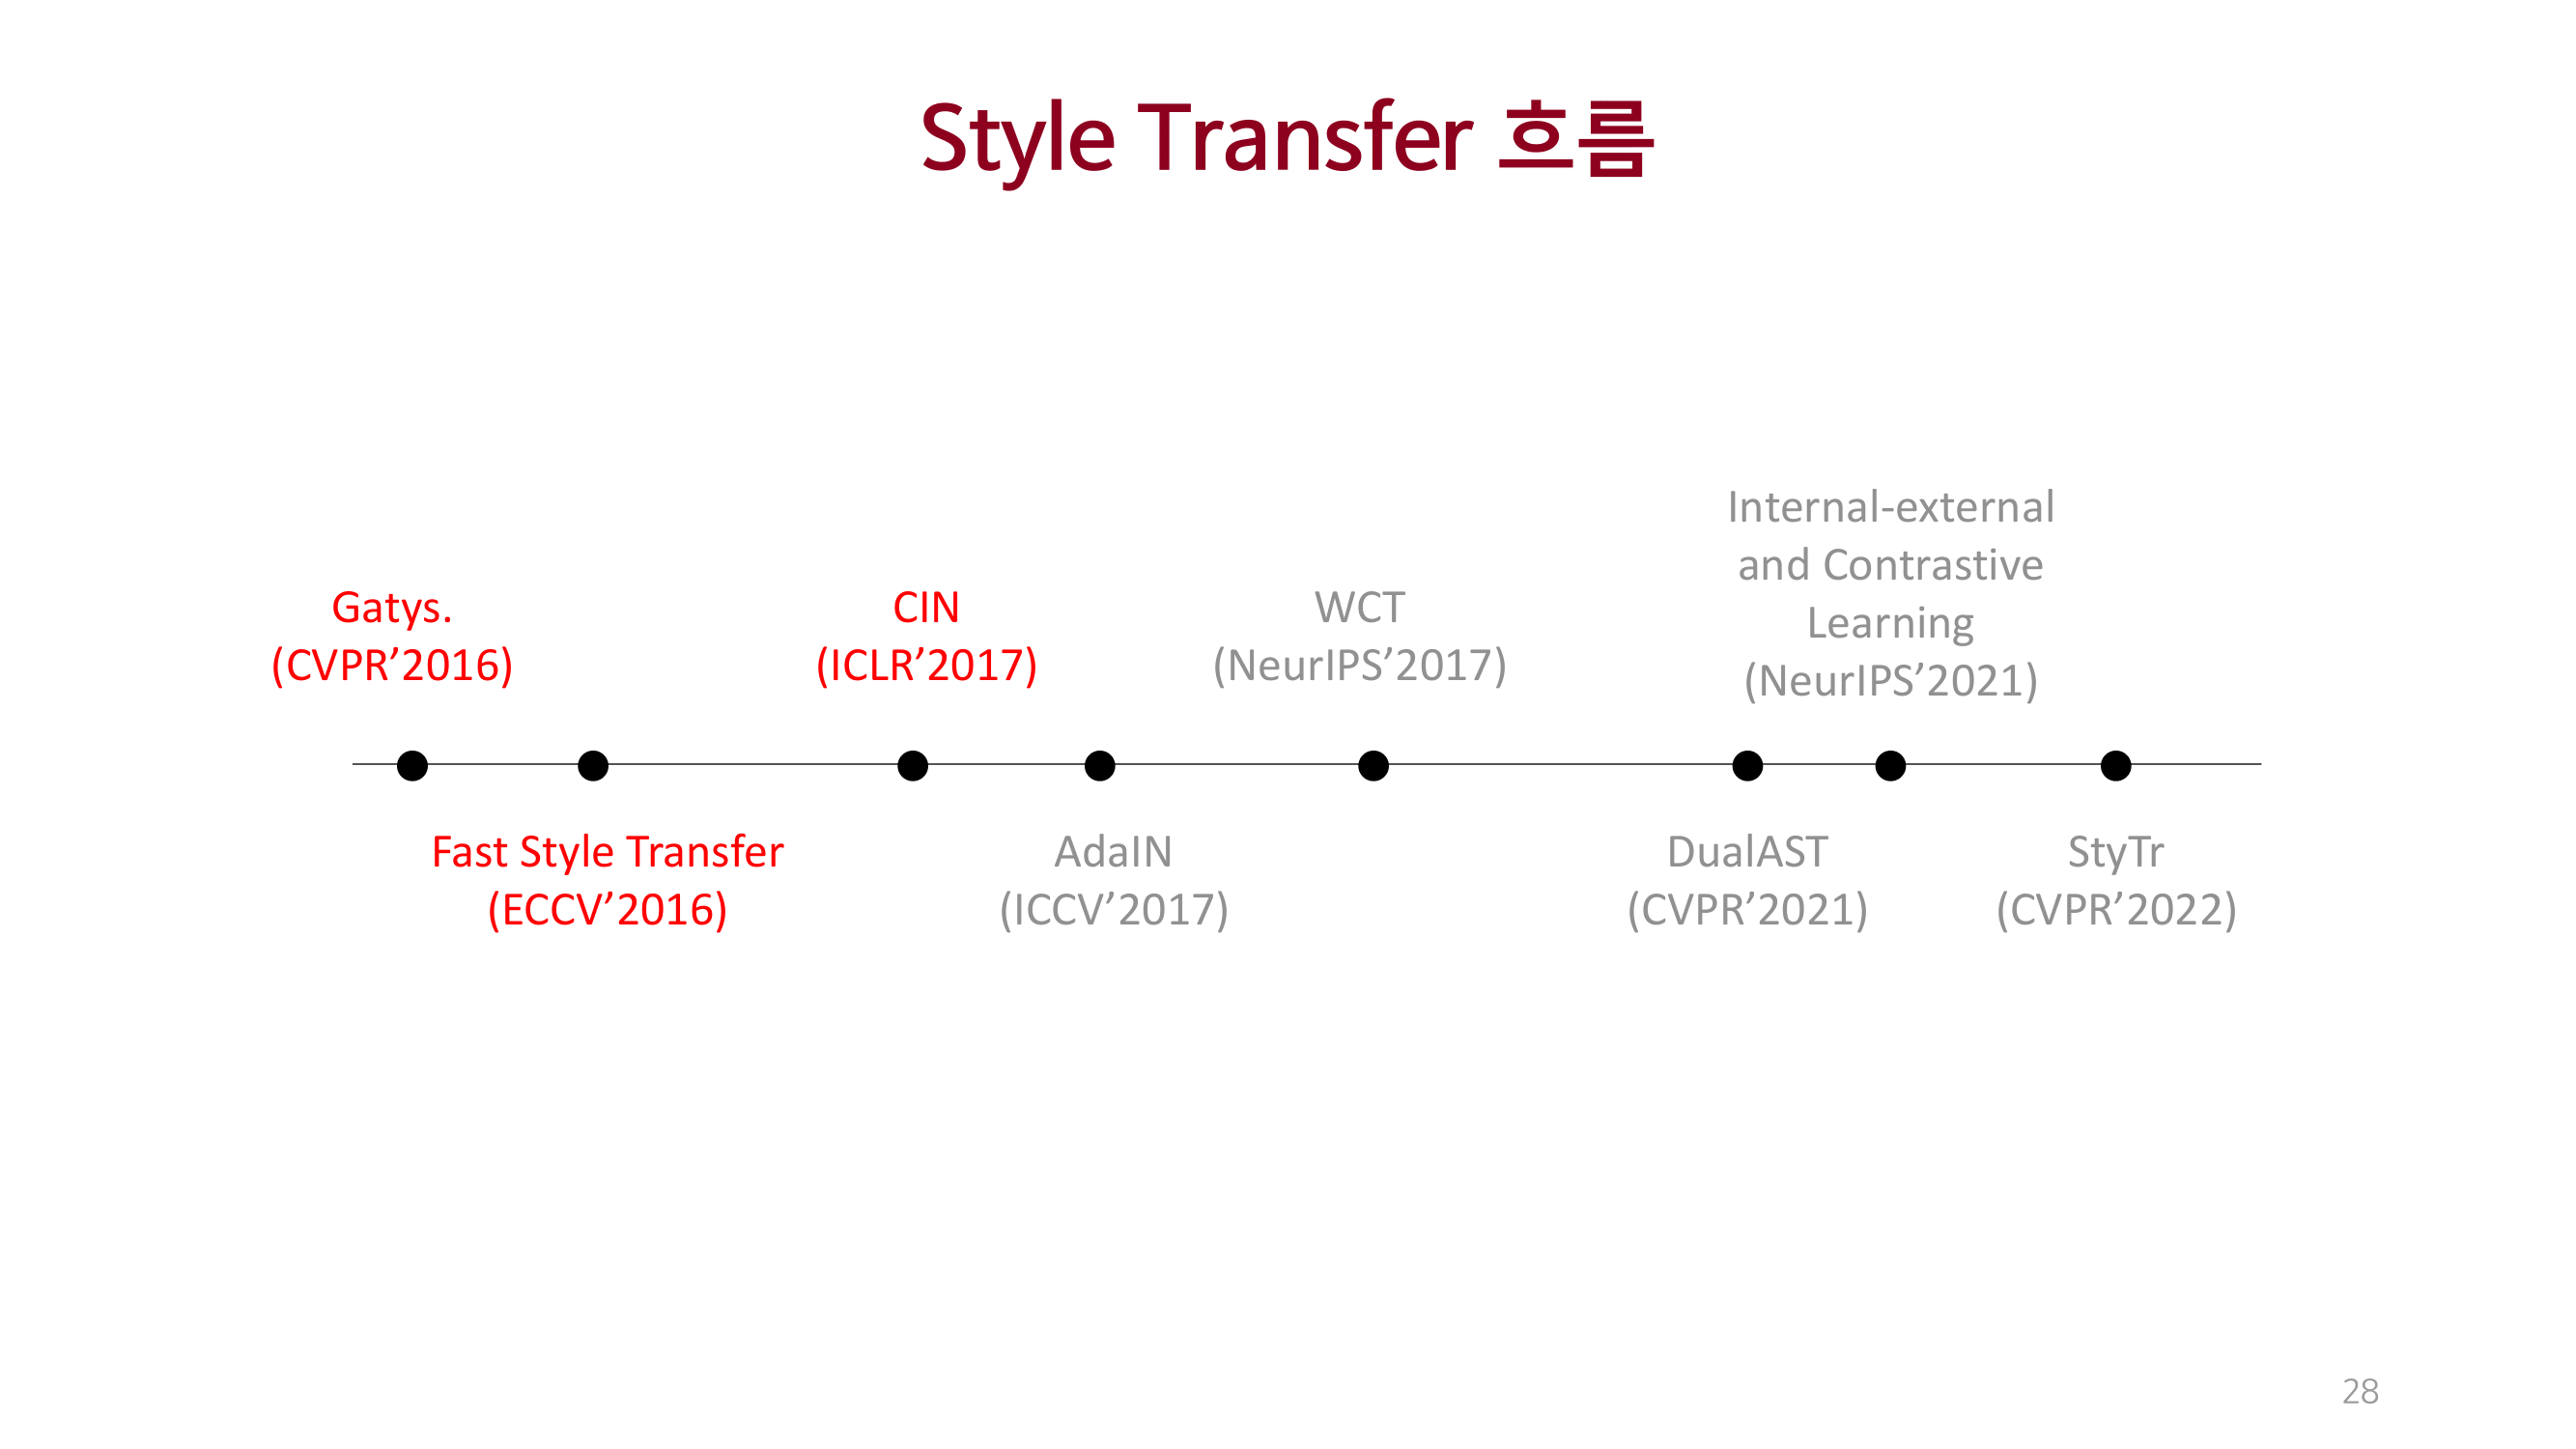 Style Transfer 흐름
Gatys.
(CVPR’2016)
CIN
(ICLR’2017)
WCT
(NeurIPS’2017)
Internal-external
and Contrastive
Learning
(NeurIPS’2021)
Fast Style Transfer
(ECCV’2016)
AdaIN
(ICCV’2017)
DualAST
(CVPR’2021)
StyTr
(CVPR’2022)
28